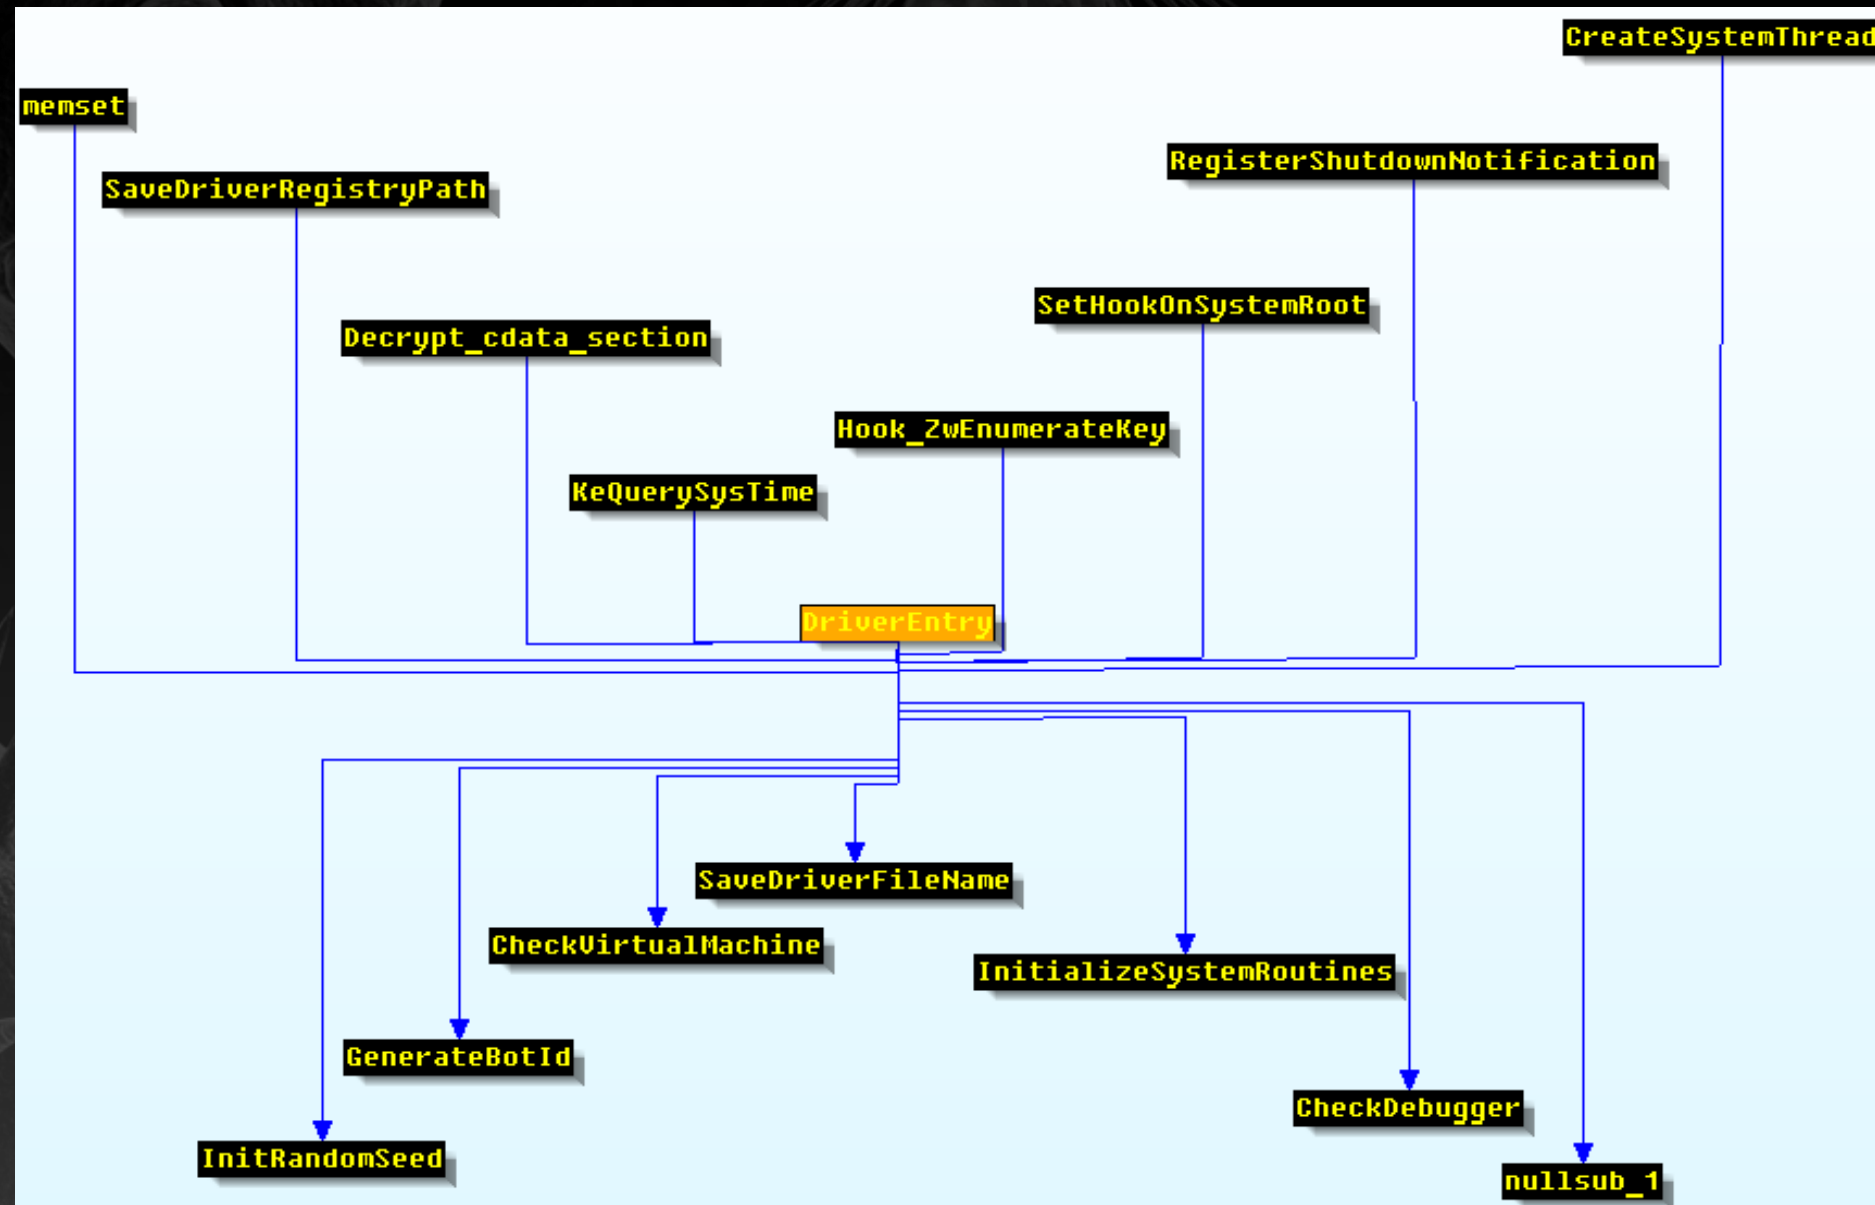 CreateSystemThread
memset
RegisterShutdownNotification
SaveDriverRegistryPath
SetHookOnSystemRoot
Decrypt_cdata_section
Hook_ZwEnumerateKey
KeQuerySysTime
DriverEntry
SaveDriverFileName
CheckVirtualMachine
InitializeSystemRoutines
GenerateBotId
CheckDebugger
InitRandomSeed
nullsub_1